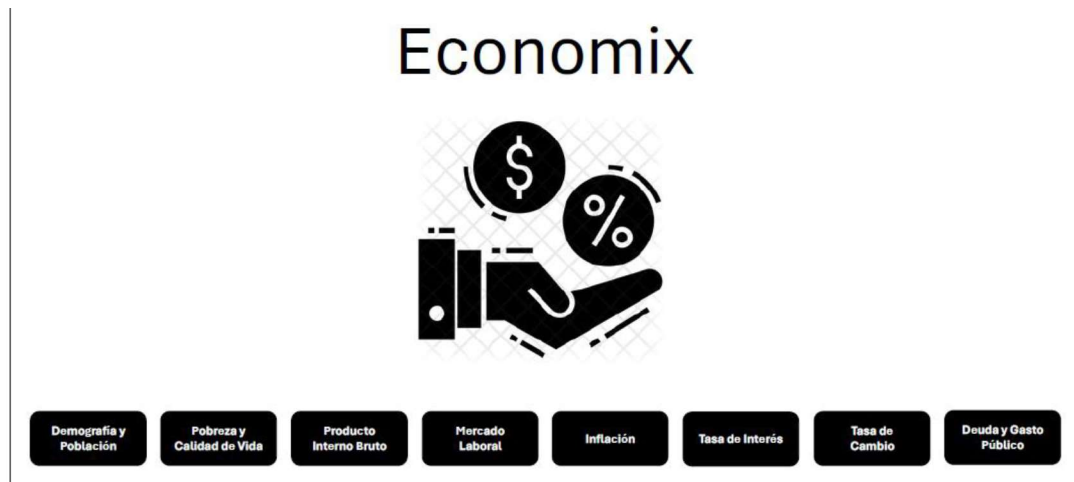 Economix
$
%
Demografía y
Población
Pobreza y
Calidad de Vida
Producto
Interno Bruto
Mercado
Laboral
Inflación
Tasa de Interés
Tasa de
Cambio
Deuda y Gasto
Público